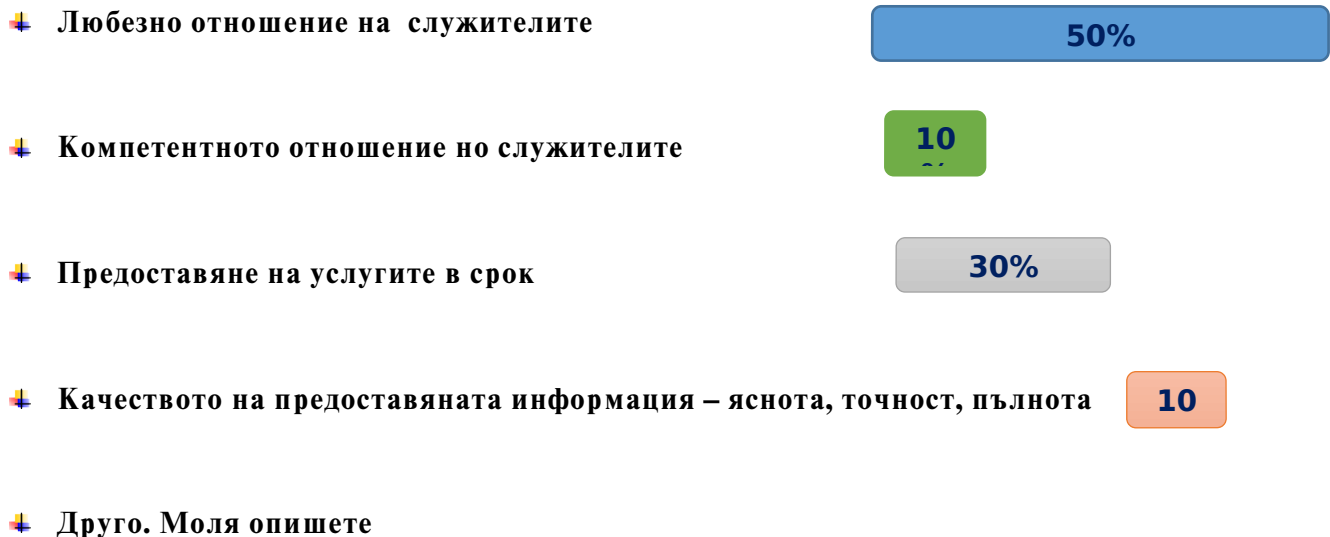 Любезно отношение на служителите
50%
Компетентното отношение но служителите
10
%
Предоставяне на услугите в срок
30%
Качеството на предоставяната информация – яснота, точност, пълнота
10
Друго. Моля опишете